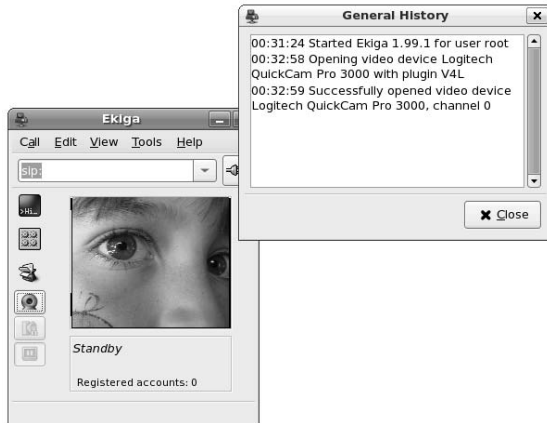 General History
00:31:24 Started Ekiga 1.99.1 for user root
00:32:58 Opening video device Logitech
QuickCam Pro 3000 with plugin V4L
00:32:59 Successfully opened video device
Logitech QuickCam Pro 3000, channel 0
Close
Ekiga
Call Edit View Tools Help
sip:
>Hi_
Standby
Registered accounts: 0